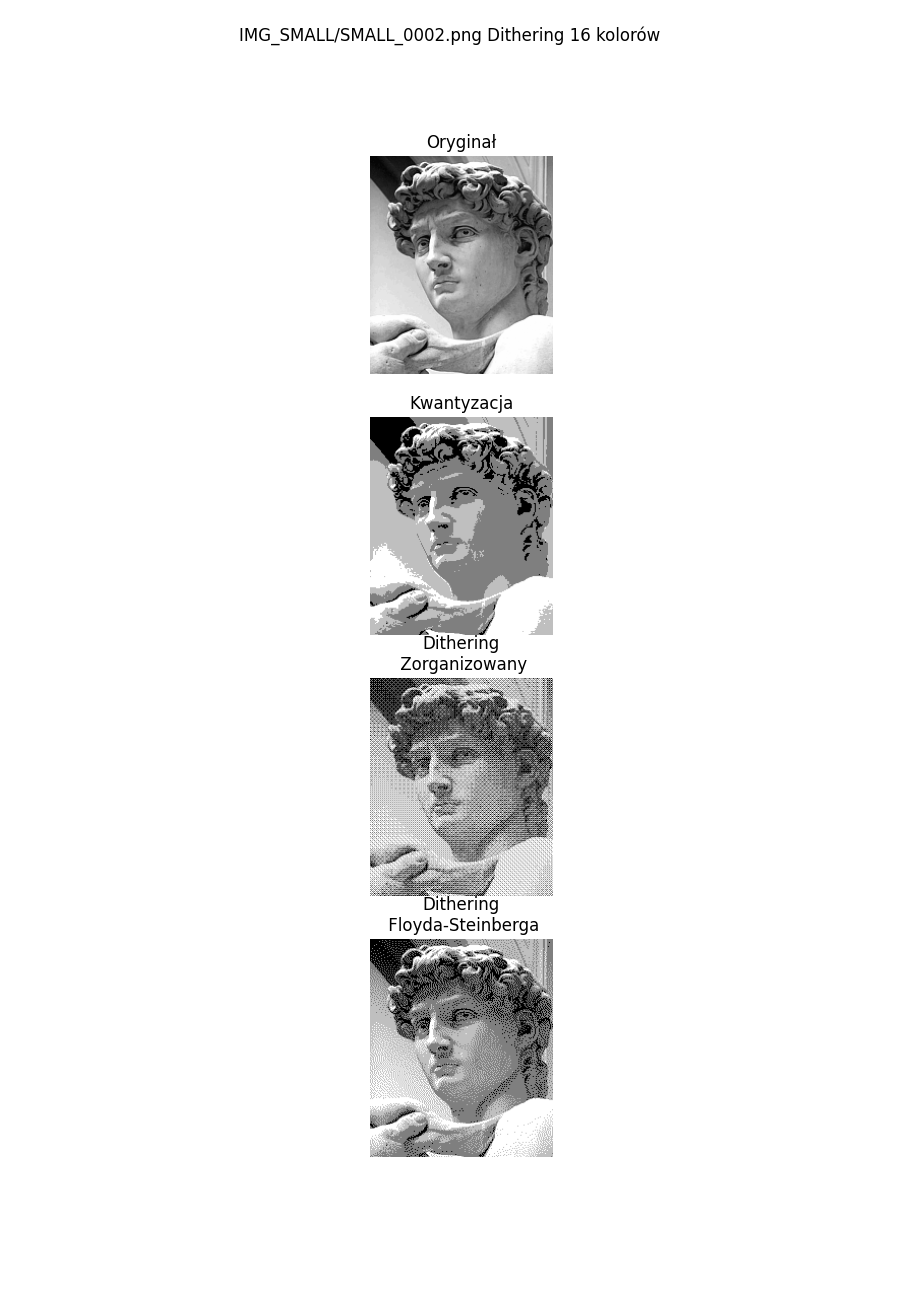 IMG_SMALL/SMALL_0002.png Dithering 16 kolorów
Oryginał
Kwantyzacja
Dithering
Zorganizowany
Dithering
Floyda-Steinberga